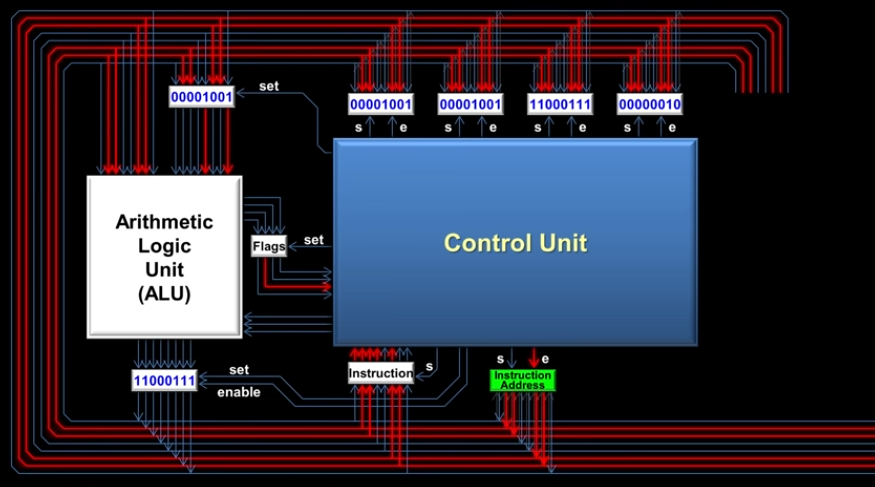 set
00001001
00001001
00001001
11000111
00000010
s
e
s
e
s
e
s
e
Arithmetic
Logic
Unit
(ALU)
Flags
set
Control Unit
11000111
set
enable
Instruction
s
s
e
Instruction
Address